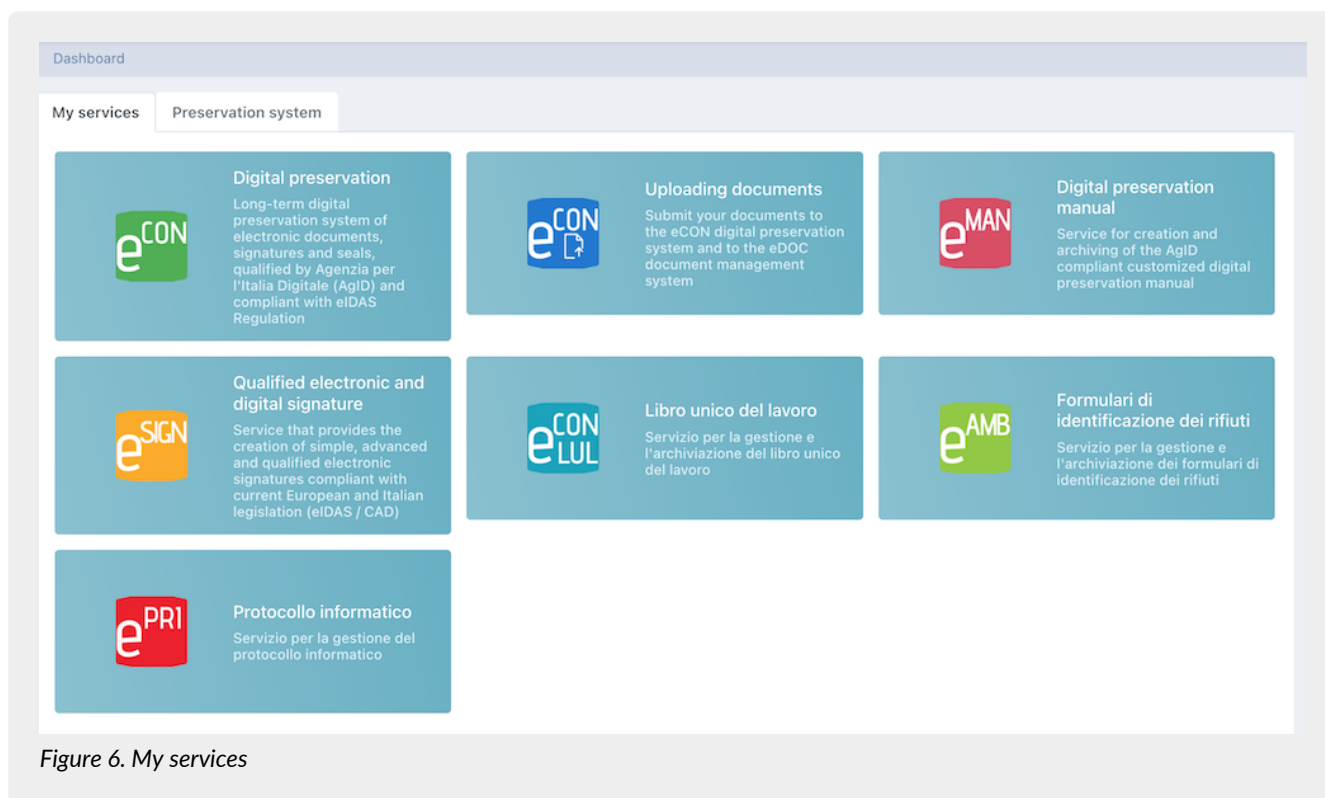 Dashboard
My services
Preservation system
eCON
Digital preservation
Long-term digital
preservation system of
electronic documents,
signatures and seals,
qualified by Agenzia per
l'Italia Digitale (AgID) and
compliant with eIDAS
Regulation
eCON
Uploading documents
Submit your documents to
the eCON digital preservation
system and to the eDOC
document management
system
eMAN
Digital preservation
manual
Service for creation and
archiving of the AgID
compliant customized digital
preservation manual
eSIGN
Qualified electronic and
digital signature
Service that provides the
creation of simple, advanced
and qualified electronic
signatures compliant with
current European and Italian
legislation (eIDAS / CAD)
eCON
LUL
Libro unico del lavoro
Servizio per la gestione e
l'archiviazione del libro unico
del lavoro
eAMB
Formulari di
identificazione dei rifiuti
Servizio per la gestione e
l'archiviazione dei formulari di
identificazione dei rifiuti
ePRI
Protocollo informatico
Servizio per la gestione del
protocollo informatico
Figure 6. My services